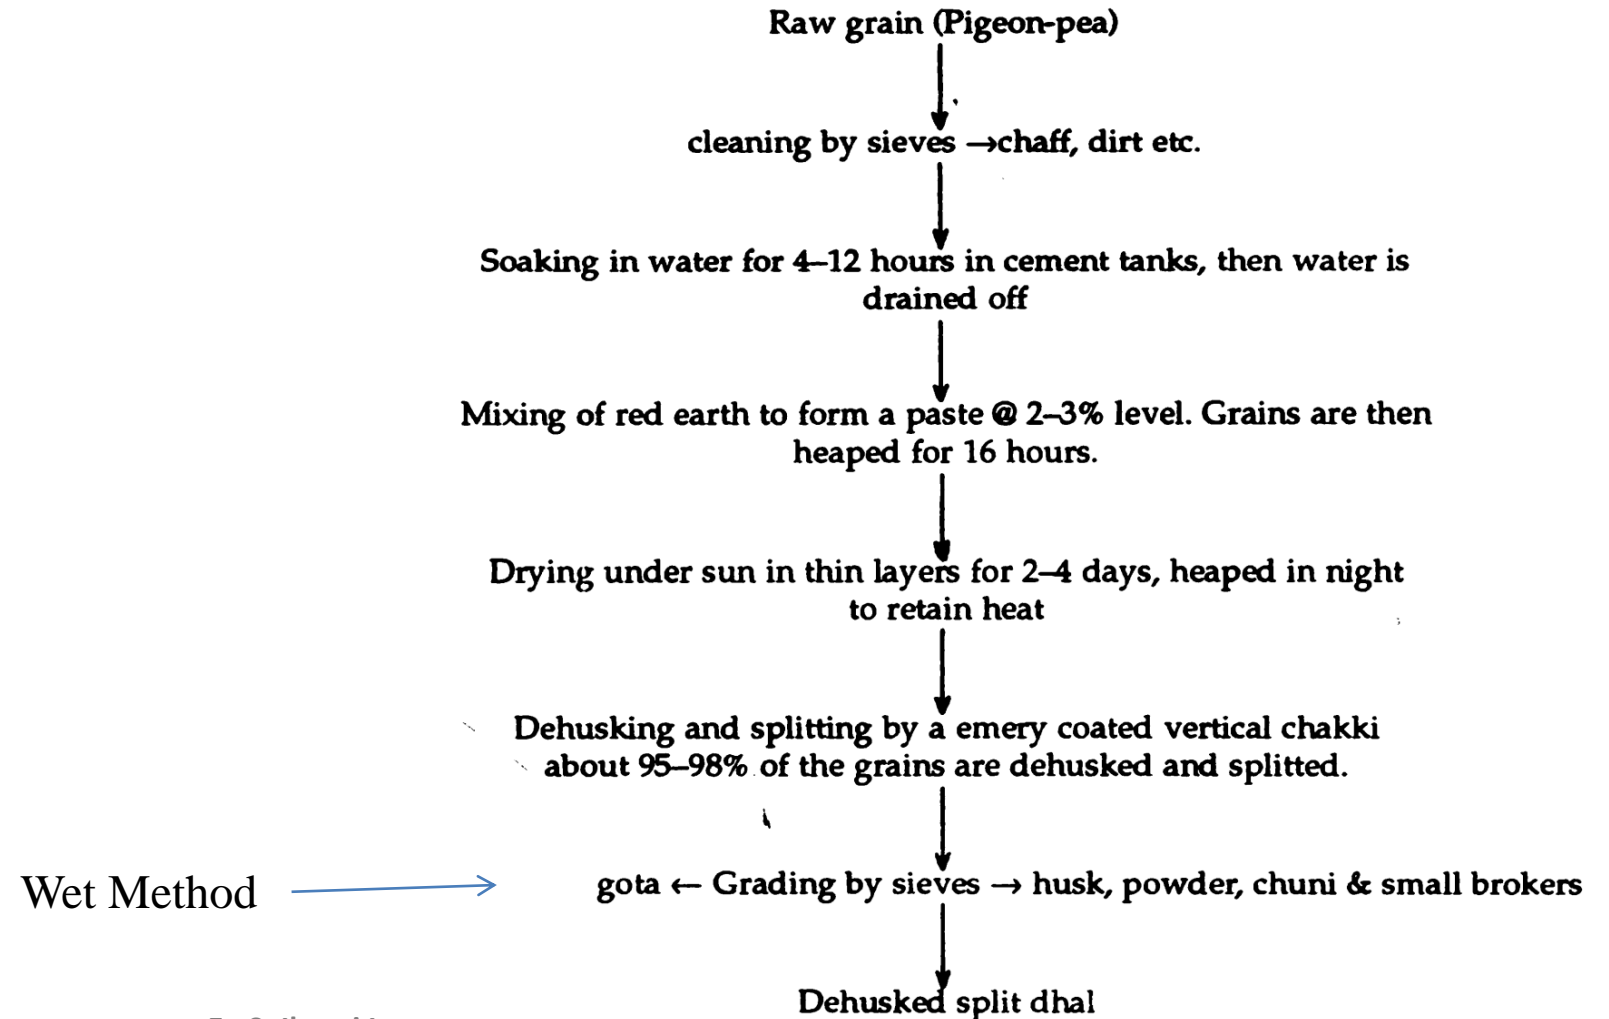 Raw grain (Pigeon-pea)
cleaning by sieves →chaff, dirt etc.
Soaking in water for 4–12 hours in cement tanks, then water is
drained off
Mixing of red earth to form a paste @ 2–3% level. Grains are then
heaped for 16 hours.
Drying under sun in thin layers for 2–4 days, heaped in night
to retain heat
Dehusking and splitting by a emery coated vertical chakki
about 95–98% of the grains are dehusked and splitted.
Wet Method
gota ← Grading by sieves → husk, powder, chuni & small brokers
Dehusked split dhal